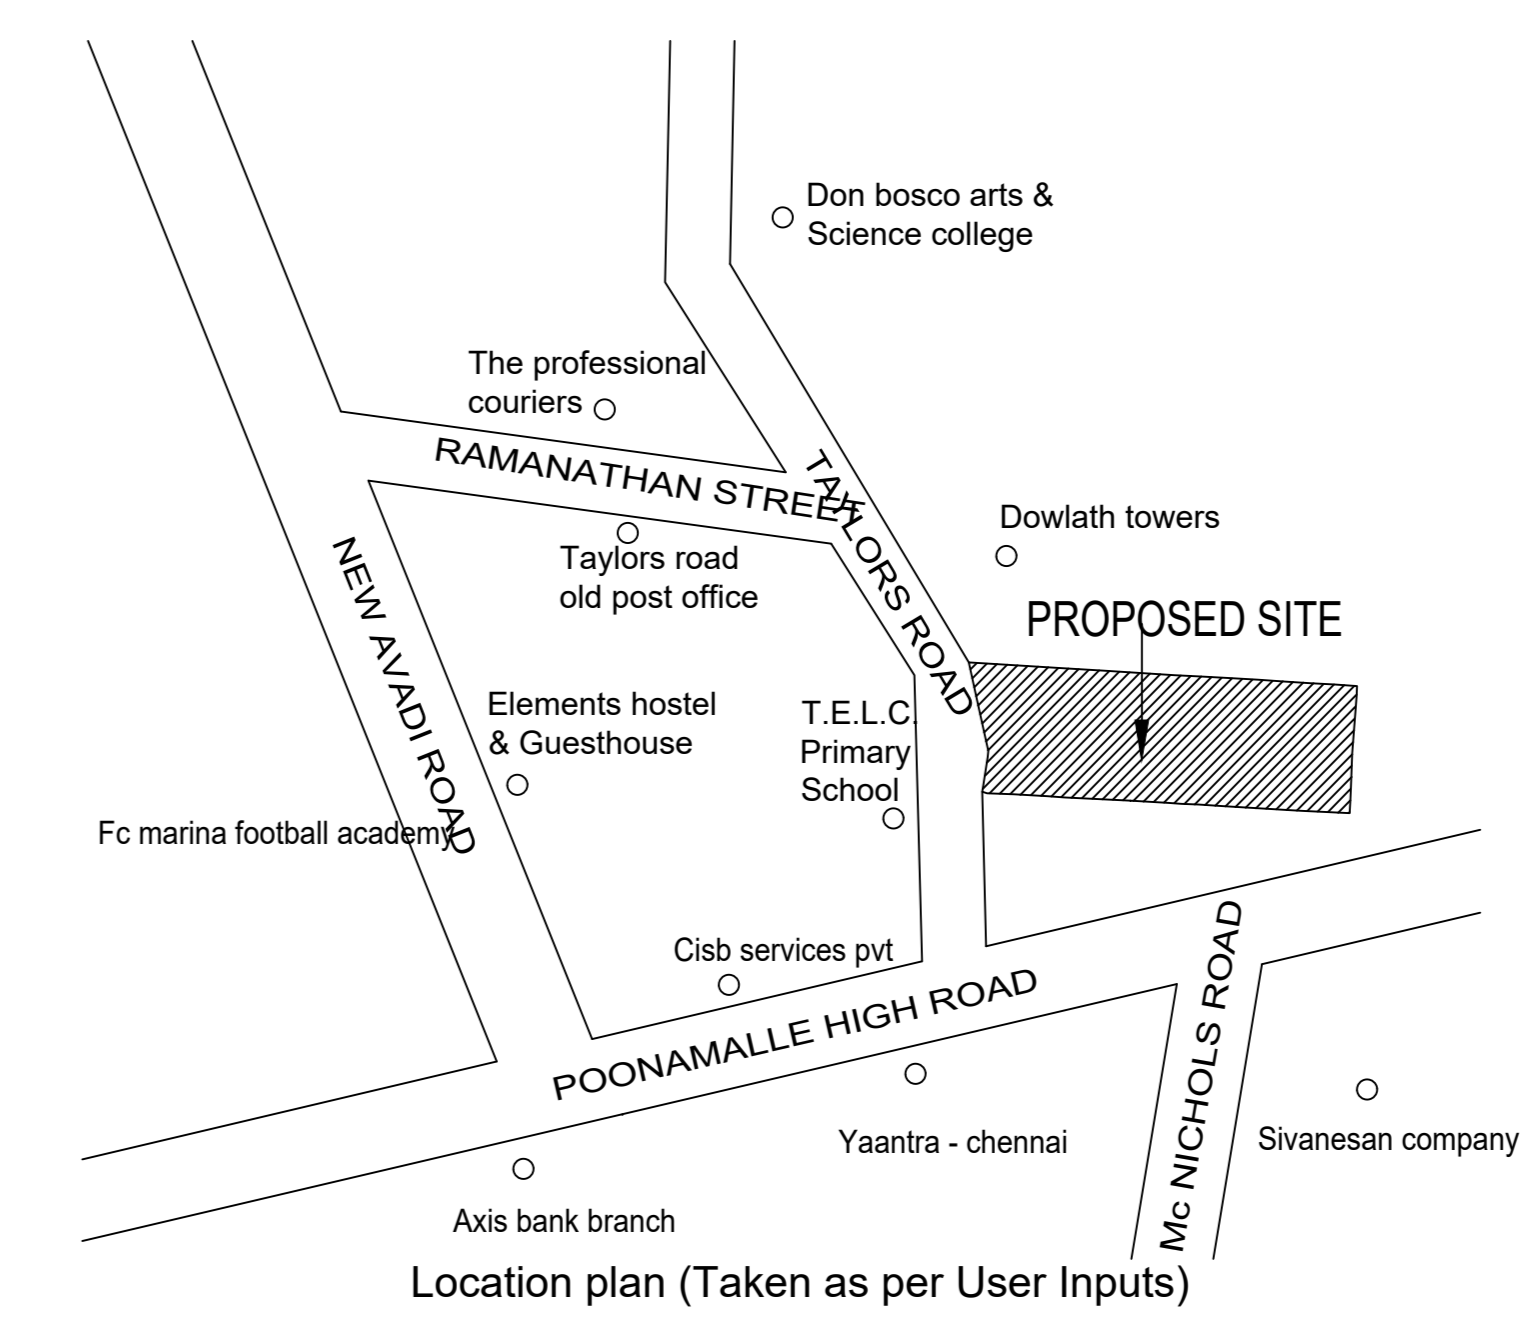 Don bosco arts &
Science college
The professional
couriers
RAMANATHAN STREET
TAYLORS ROAD
Dowlath towers
Taylors road
old post office
PROPOSED SITE
NEW AVADI ROAD
Elements hostel
& Guesthouse
T.E.L.C.
Primary
School
Fc marina football academy
Cisb services pvt
POONAMALLE HIGH ROAD
Mc NICHOLS ROAD
Yaantra - chennai
Sivanesan company
Axis bank branch
Location plan (Taken as per User Inputs)